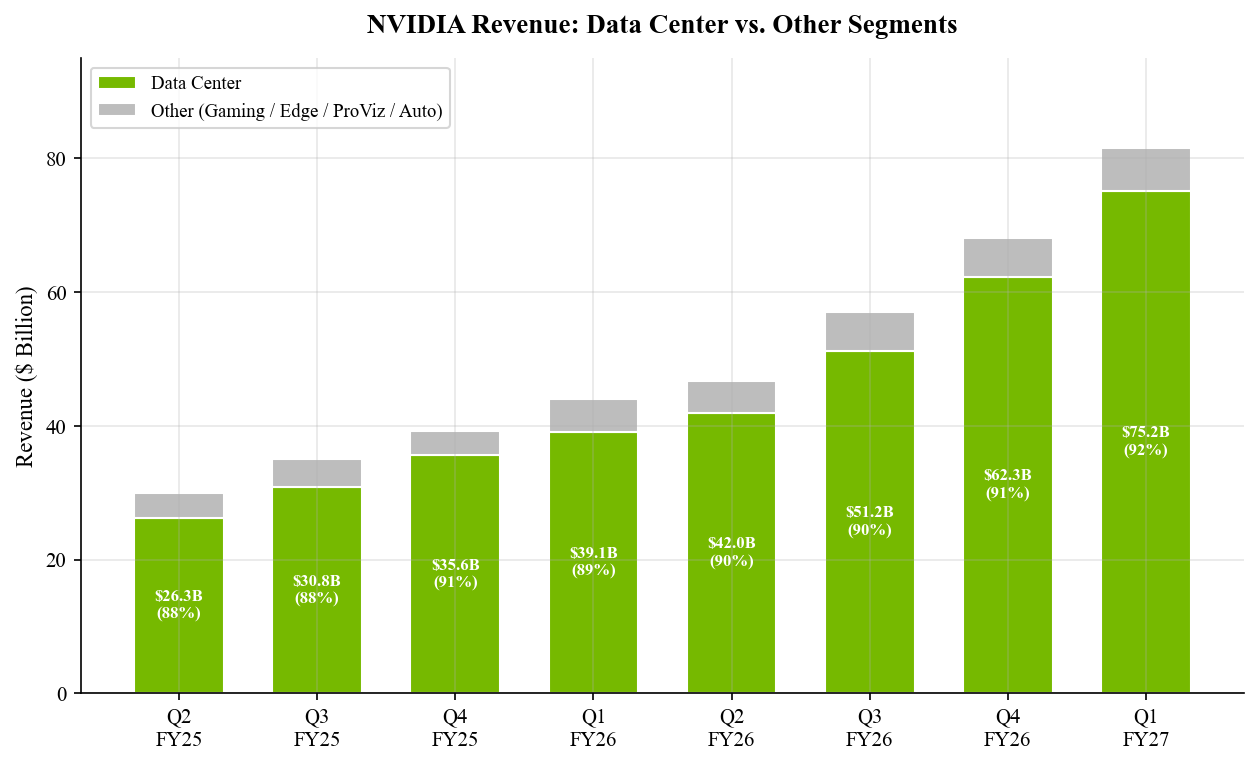 NVIDIA Revenue: Data Center vs. Other Segments
Data Center
Other (Gaming / Edge / ProViz / Auto)
Revenue ($ Billion)
80
60
40
20
0
$26.3B
(88%)
$30.8B
(88%)
$35.6B
(91%)
$39.1B
(89%)
$42.0B
(90%)
$51.2B
(90%)
$62.3B
(91%)
$75.2B
(92%)
Q2
FY25
Q3
FY25
Q4
FY25
Q1
FY26
Q2
FY26
Q3
FY26
Q4
FY26
Q1
FY27